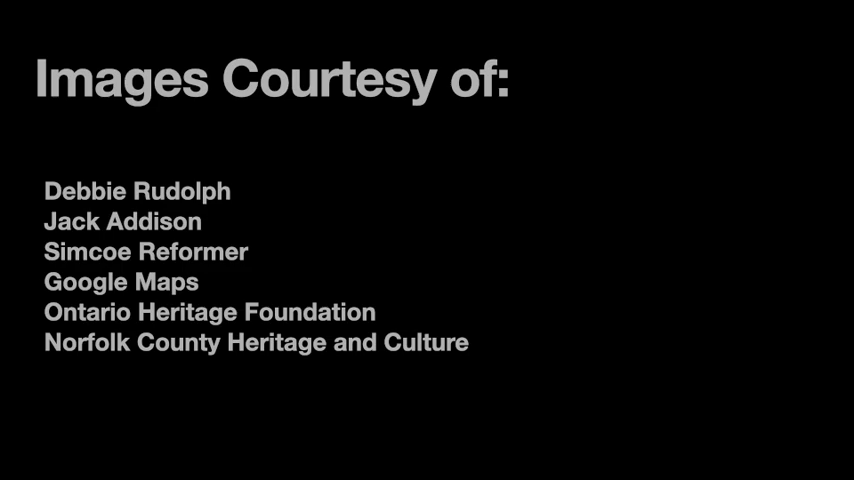 Images Courtesy of:
Debbie Rudolph
Jack Addison
Simcoe Reformer
Google Maps
Ontario Heritage Foundation
Norfolk County Heritage and Culture